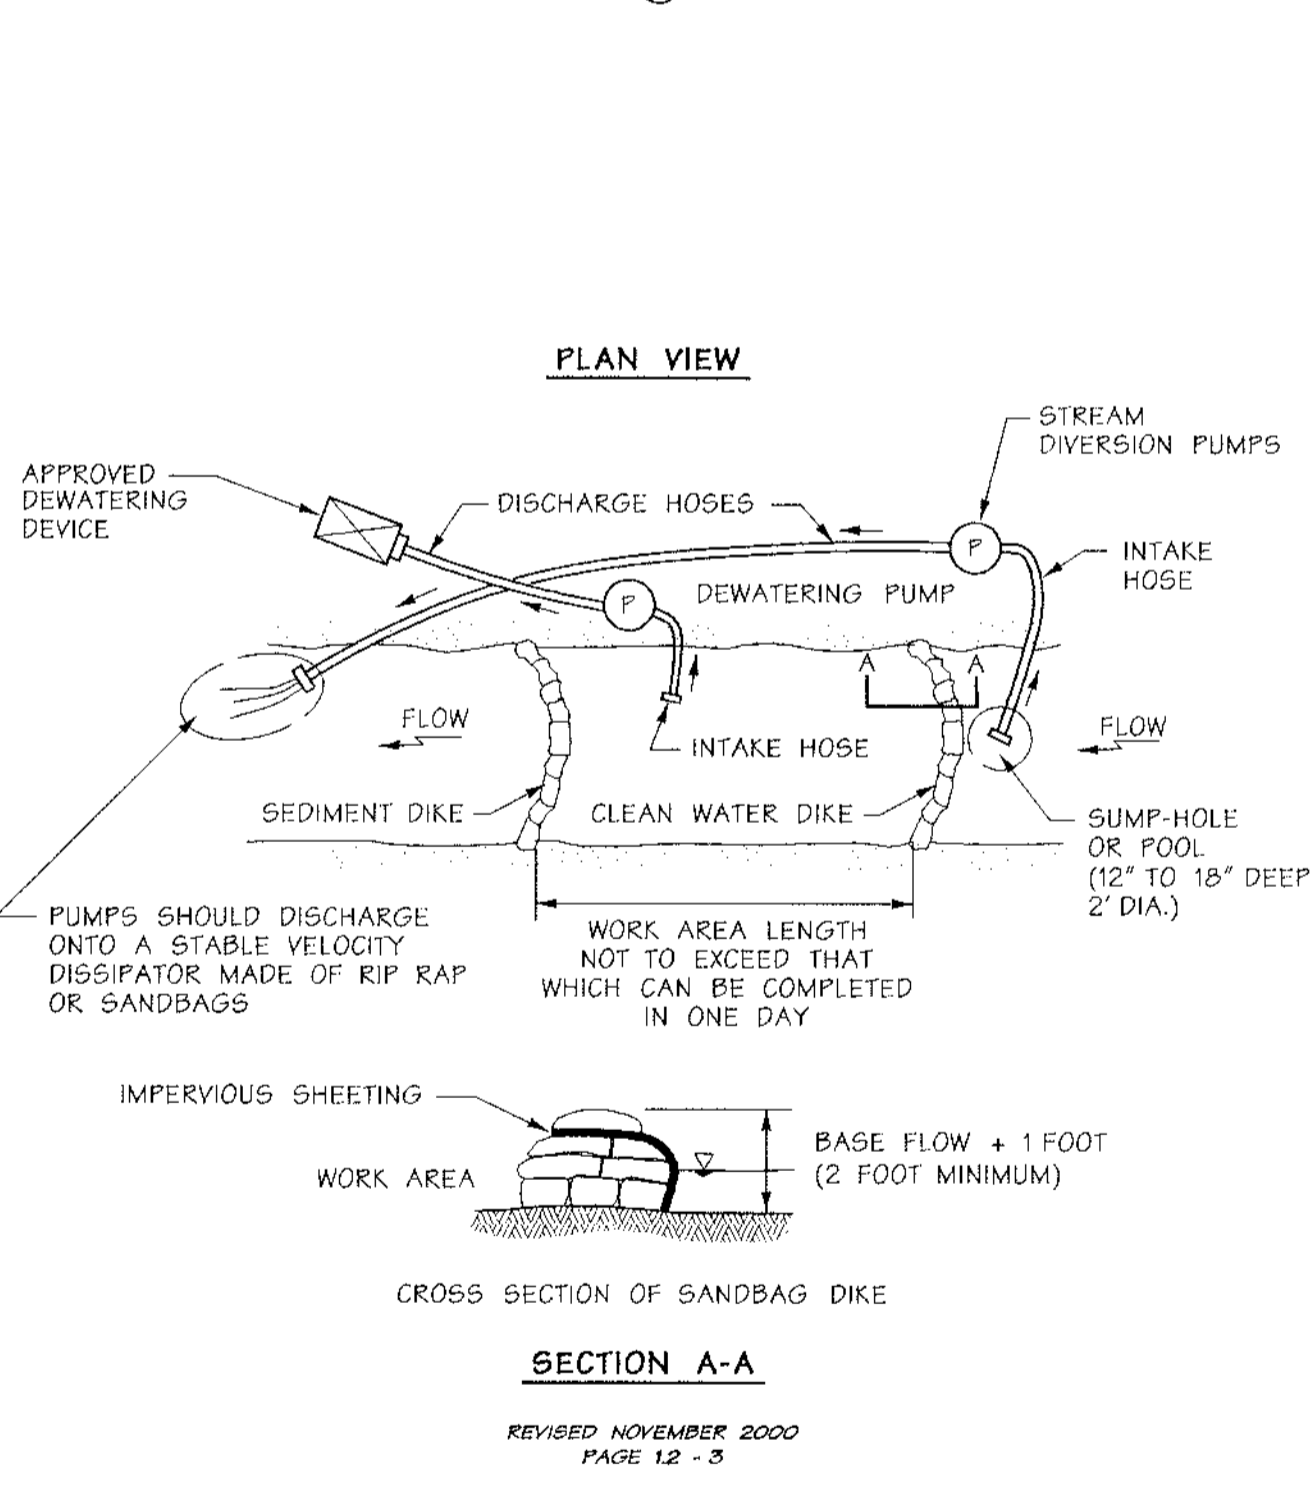 PLAN VIEW
STREAM
DIVERSION PUMPS
APPROVED
DEWATERING
DEVICE
DISCHARGE HOSES
P
INTAKE
HOSE
P
DEWATERING PUMP
A A
FLOW
INTAKE HOSE
FLOW
SEDIMENT DIKE
CLEAN WATER DIKE
SUMP-HOLE
OR POOL
(12" TO 18" DEEP
2' DIA.)
PUMPS SHOULD DISCHARGE
ONTO A STABLE VELOCITY
DISSIPATOR MADE OF RIP RAP
OR SANDBAGS
WORK AREA LENGTH
NOT TO EXCEED THAT
WHICH CAN BE COMPLETED
IN ONE DAY
IMPERVIOUS SHEETING
WORK AREA
BASE FLOW + 1 FOOT
(2 FOOT MINIMUM)
CROSS SECTION OF SANDBAG DIKE
SECTION A-A
REVISED NOVEMBER 2000
PAGE 1.2 - 3